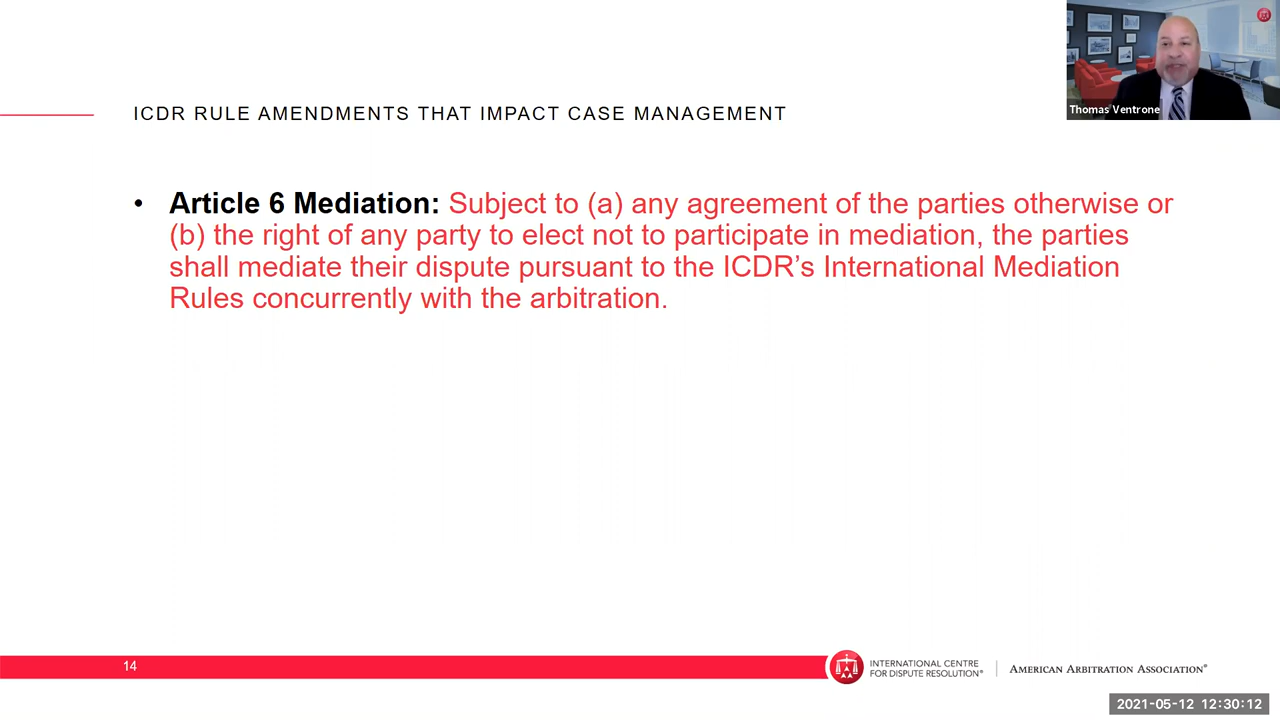 Thomas Ventrone
ICDR RULE AMENDMENTS THAT IMPACT CASE MANAGEMENT
• Article 6 Mediation: Subject to (a) any agreement of the parties otherwise or
(b) the right of any party to elect not to participate in mediation, the parties
shall mediate their dispute pursuant to the ICDR’s International Mediation
Rules concurrently with the arbitration.
14
INTERNATIONAL CENTRE
FOR DISPUTE RESOLUTION®
AMERICAN ARBITRATION ASSOCIATION®
2021-05-12 12:30:12